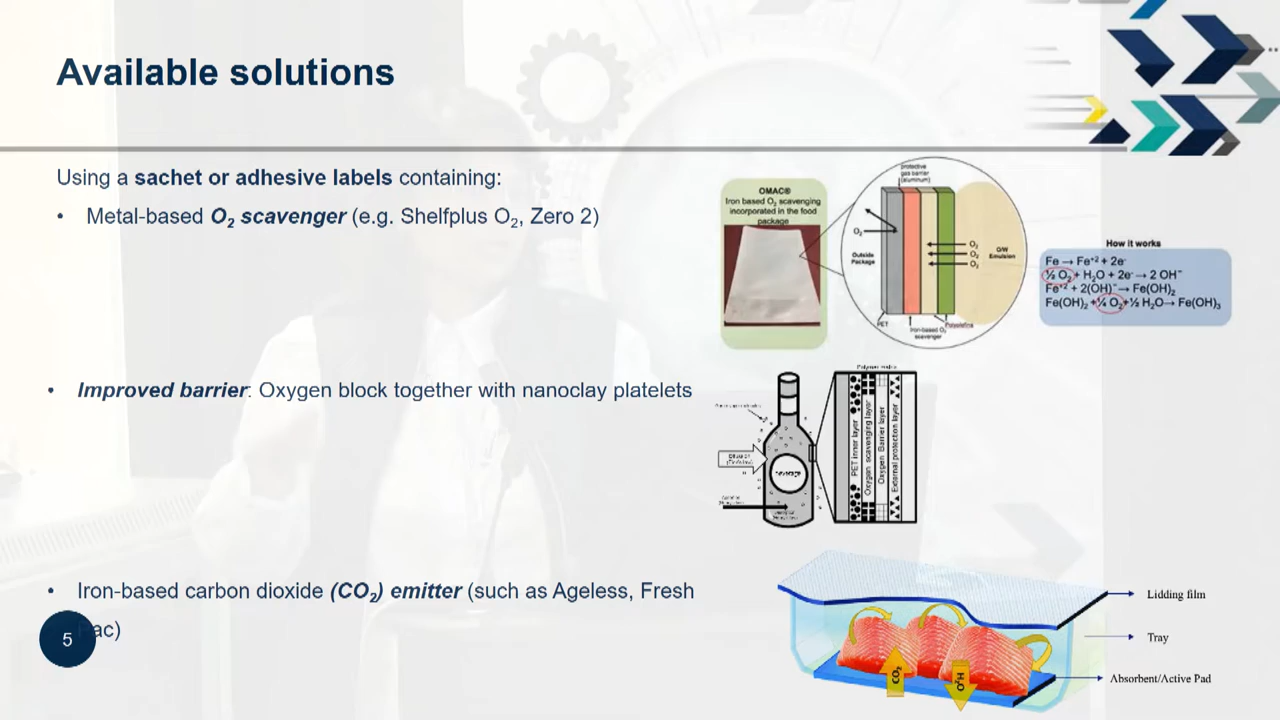 Available solutions
Using a sachet or adhesive labels containing:
• Metal-based O₂ scavenger (e.g. Shelfplus O₂, Zero 2)
OMAC®
Iron based O₂ scavenging
incorporated in the food
package
protective
gas barrier
(aluminum)
O₂
Outside
Package
O₂
O₂
O₂
O/W
Emulsion
PET
Iron-based O₂
scavenger
Polyolefins
How it works
Fe → Fe⁺² + 2e⁻
½ O₂ + H₂O + 2e⁻ → 2 OH⁻
Fe⁺² + 2(OH)⁻ → Fe(OH)₂
Fe(OH)₂ + ¼ O₂ + ½ H₂O → Fe(OH)₃
• Improved barrier: Oxygen block together with nanoclay platelets
Polymer matrix
beverage
PET inner layer
Oxygen scavenging layer
Oxygen Barrier layer
External protection layer
• Iron-based carbon dioxide (CO₂) emitter (such as Ageless, Fresh
ac)
5
CO₂
H₂O
Lidding film
Tray
Absorbent/Active Pad